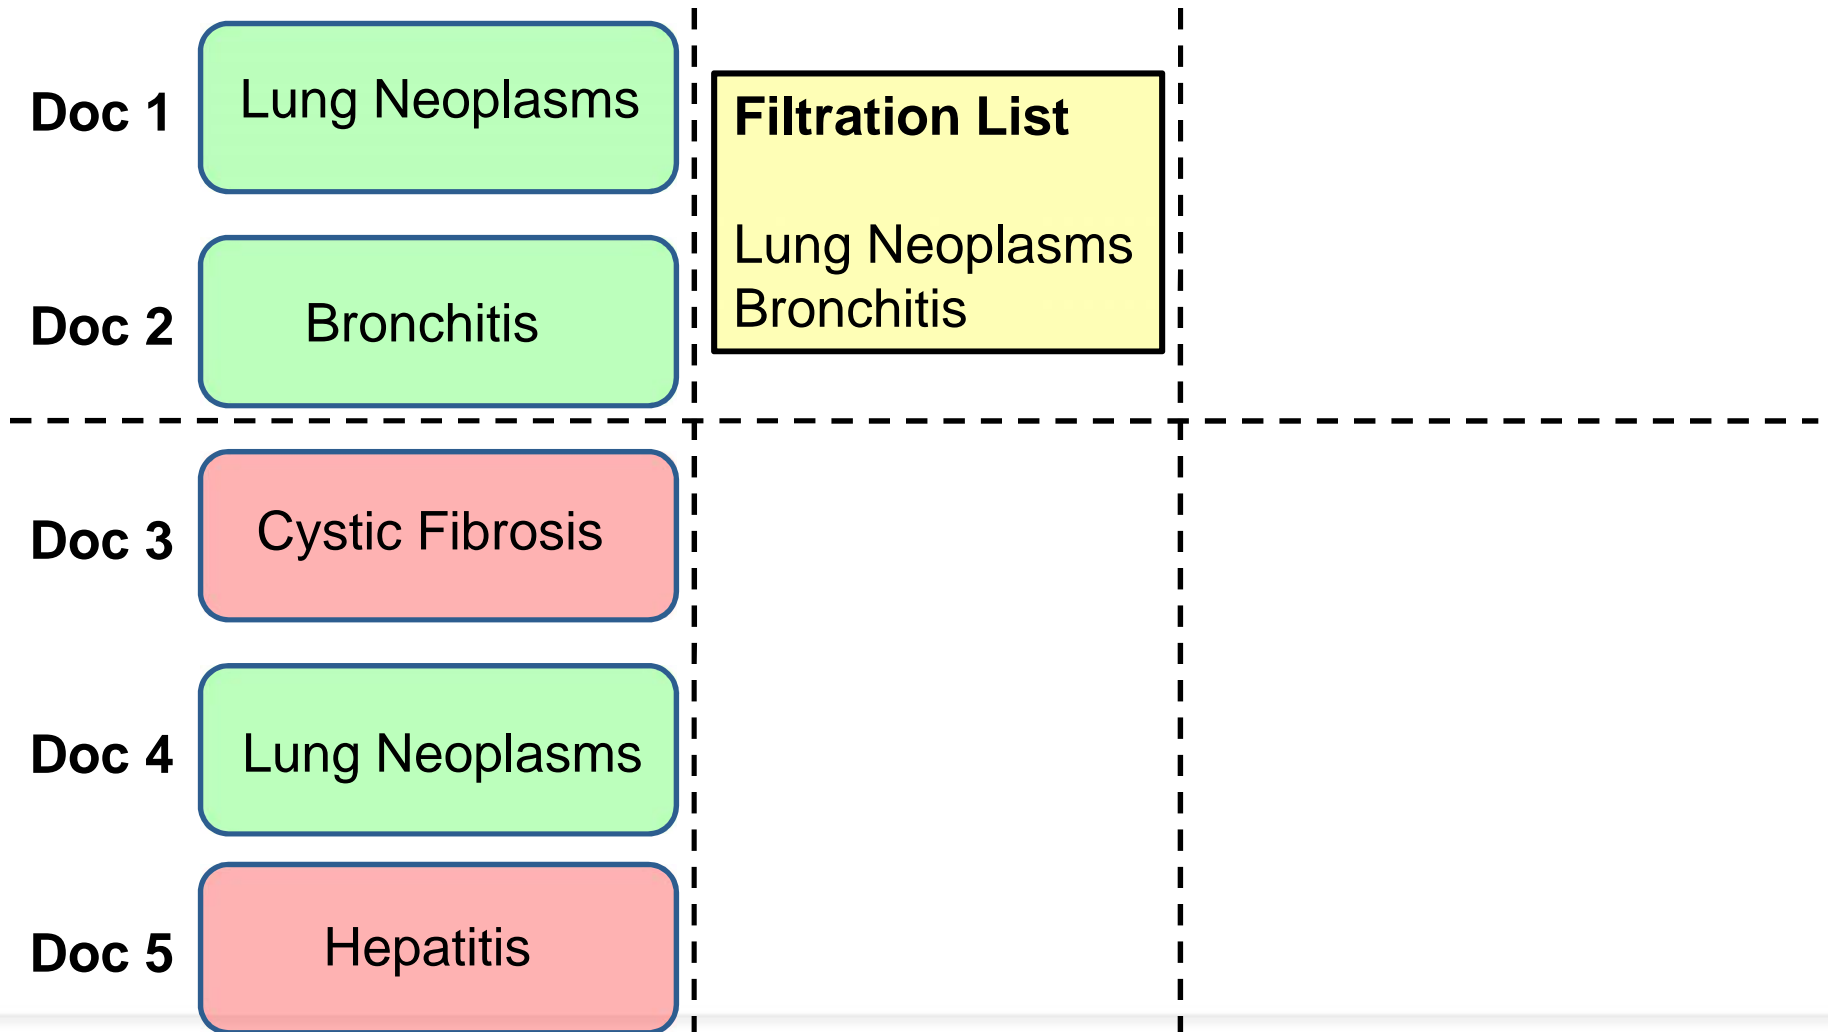 Doc 1
Lung Neoplasms
Filtration List
Lung Neoplasms
Bronchitis
Doc 2
Bronchitis
Doc 3
Cystic Fibrosis
Doc 4
Lung Neoplasms
Doc 5
Hepatitis